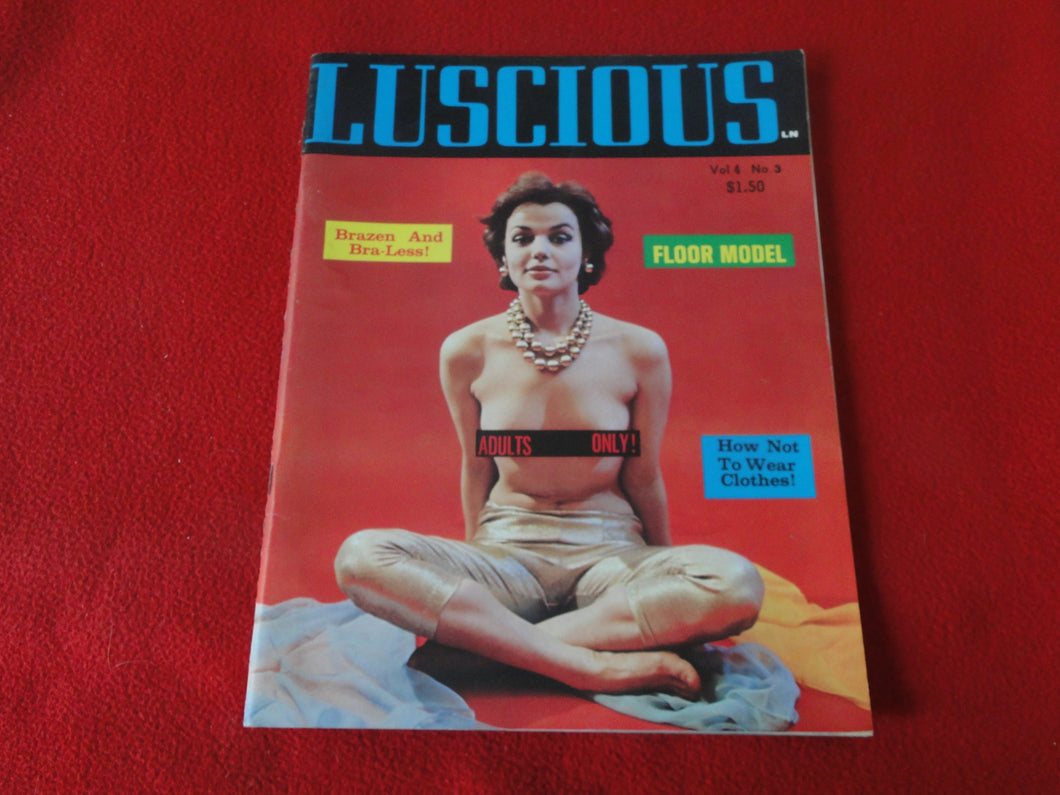 LUSCIOUS
LN
Vol 4 No. 3
$1.50
Brazen And
Bra-Less!
FLOOR MODEL
ADULTS ONLY!
How Not
To Wear
Clothes!